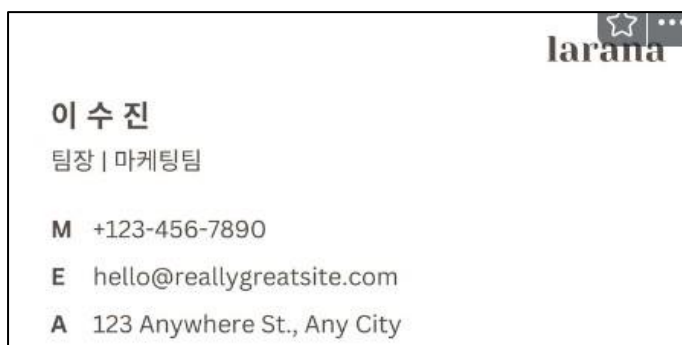 larana
이수진
팀장 | 마케팅팀
M +123-456-7890
E hello@reallygreatsite.com
A 123 Anywhere St., Any City